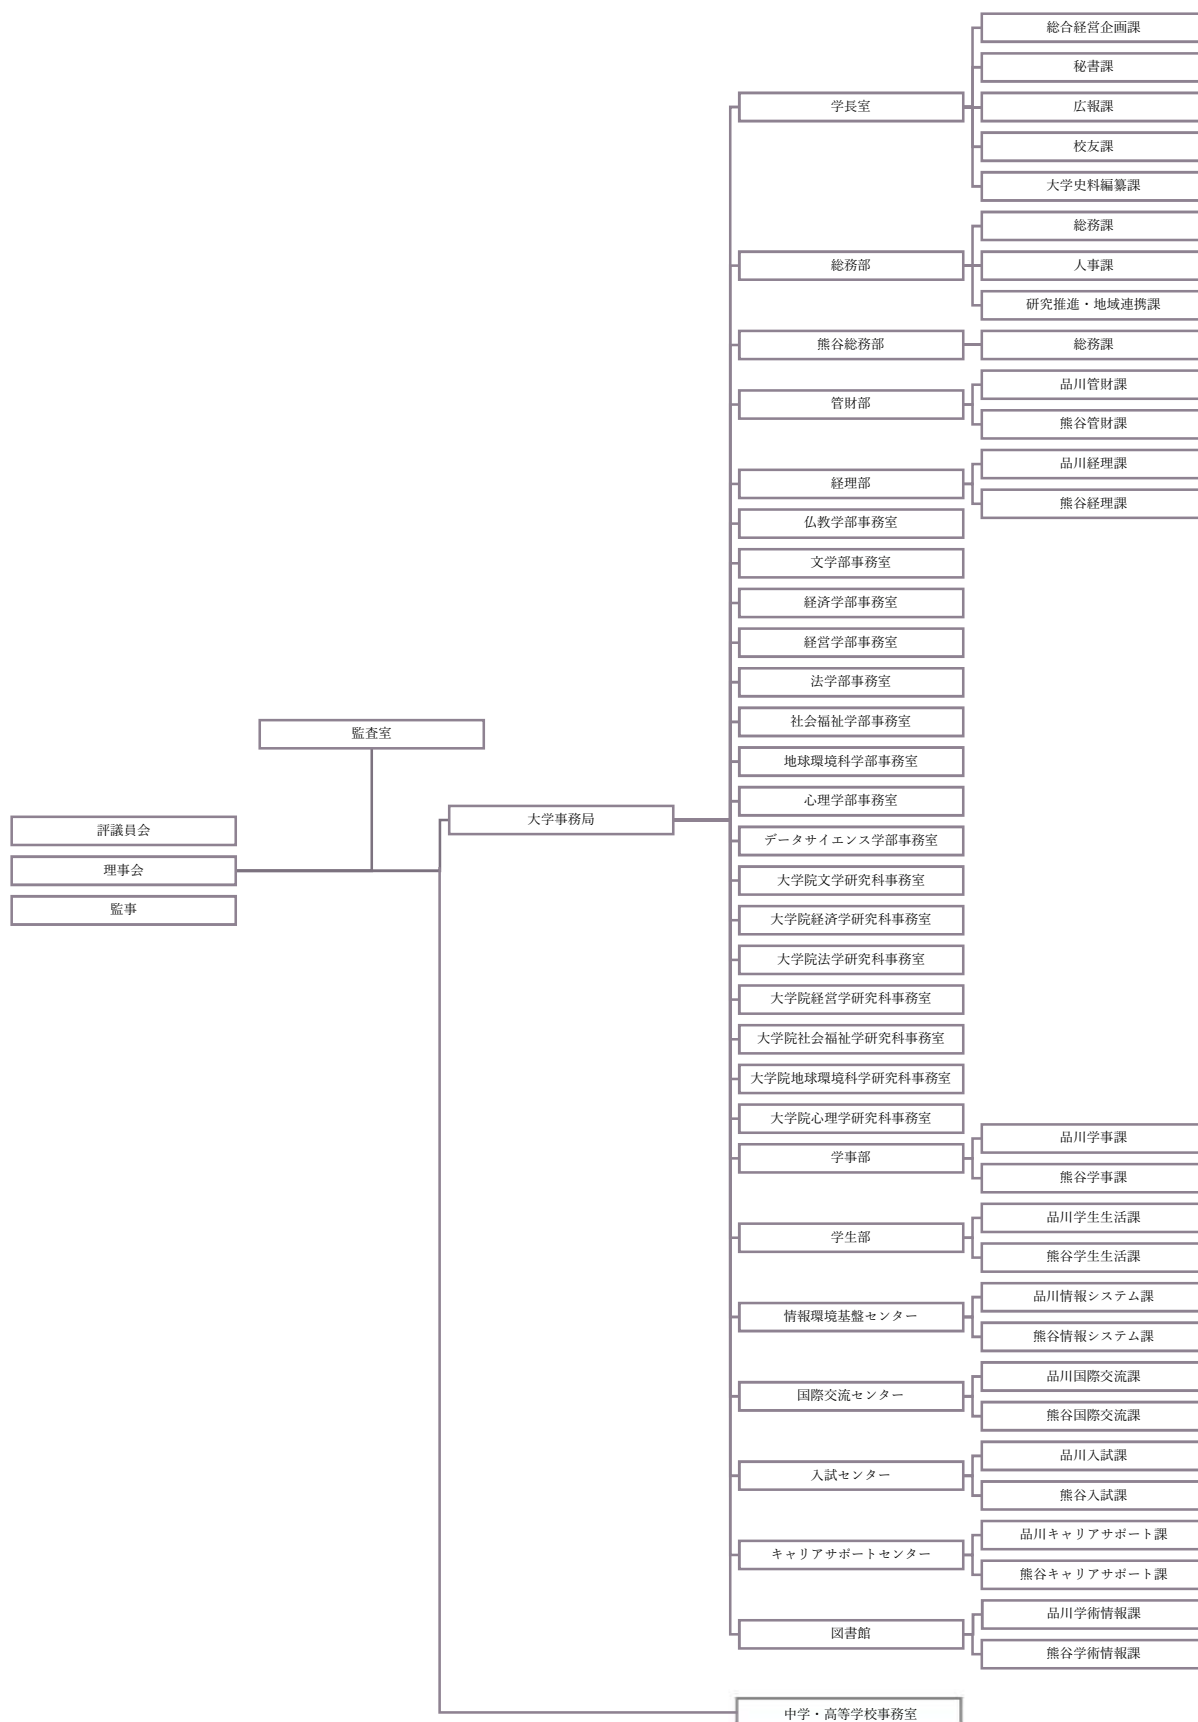 総合経営企画課
秘書課
学長室
広報課
校友課
大学史料編纂課
総務課
総務部
人事課
研究推進・地域連携課
熊谷総務部
総務課
品川管財課
管財部
熊谷管財課
品川経理課
経理部
熊谷経理課
仏教学部事務室
文学部事務室
経済学部事務室
経営学部事務室
法学部事務室
社会福祉学部事務室
監査室
地球環境科学部事務室
心理学部事務室
大学事務局
評議員会
データサイエンス学部事務室
理事会
大学院文学研究科事務室
監事
大学院経済学研究科事務室
大学院法学研究科事務室
大学院経営学研究科事務室
大学院社会福祉学研究科事務室
大学院地球環境科学研究科事務室
大学院心理学研究科事務室
品川学事課
学事部
熊谷学事課
品川学生生活課
学生部
熊谷学生生活課
品川情報システム課
情報環境基盤センター
熊谷情報システム課
品川国際交流課
国際交流センター
熊谷国際交流課
品川入試課
入試センター
熊谷入試課
品川キャリアサポート課
キャリアサポートセンター
熊谷キャリアサポート課
品川学術情報課
図書館
熊谷学術情報課
中学・高等学校事務室